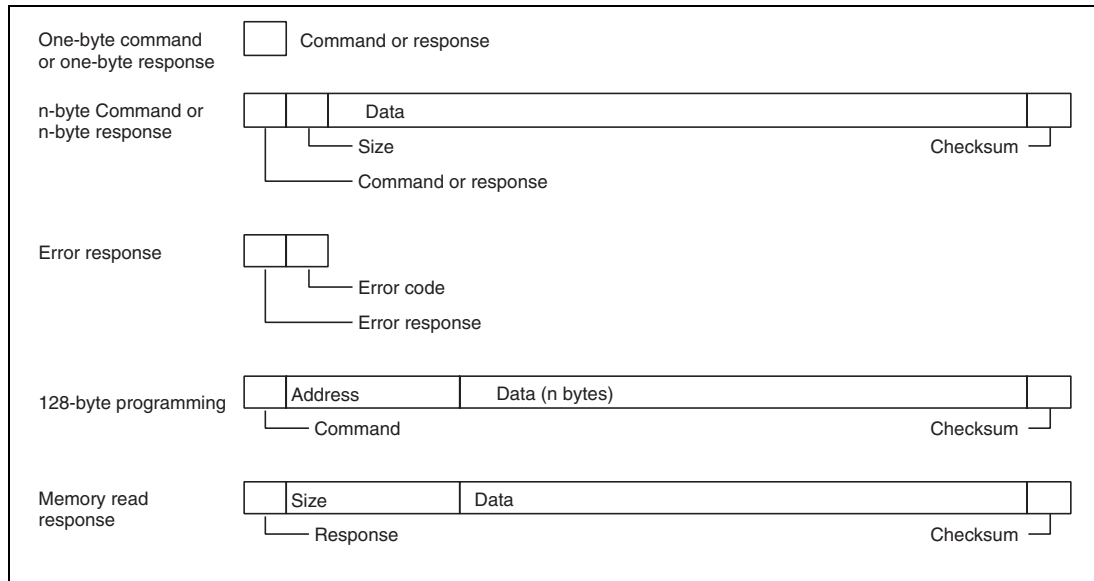 One-byte command
or one-byte response
Command or response
n-byte Command or
n-byte response
Data
Size
Checksum
Command or response
Error response
Error code
Error response
128-byte programming
Address
Data (n bytes)
Command
Checksum
Memory read
response
Size
Data
Response
Checksum